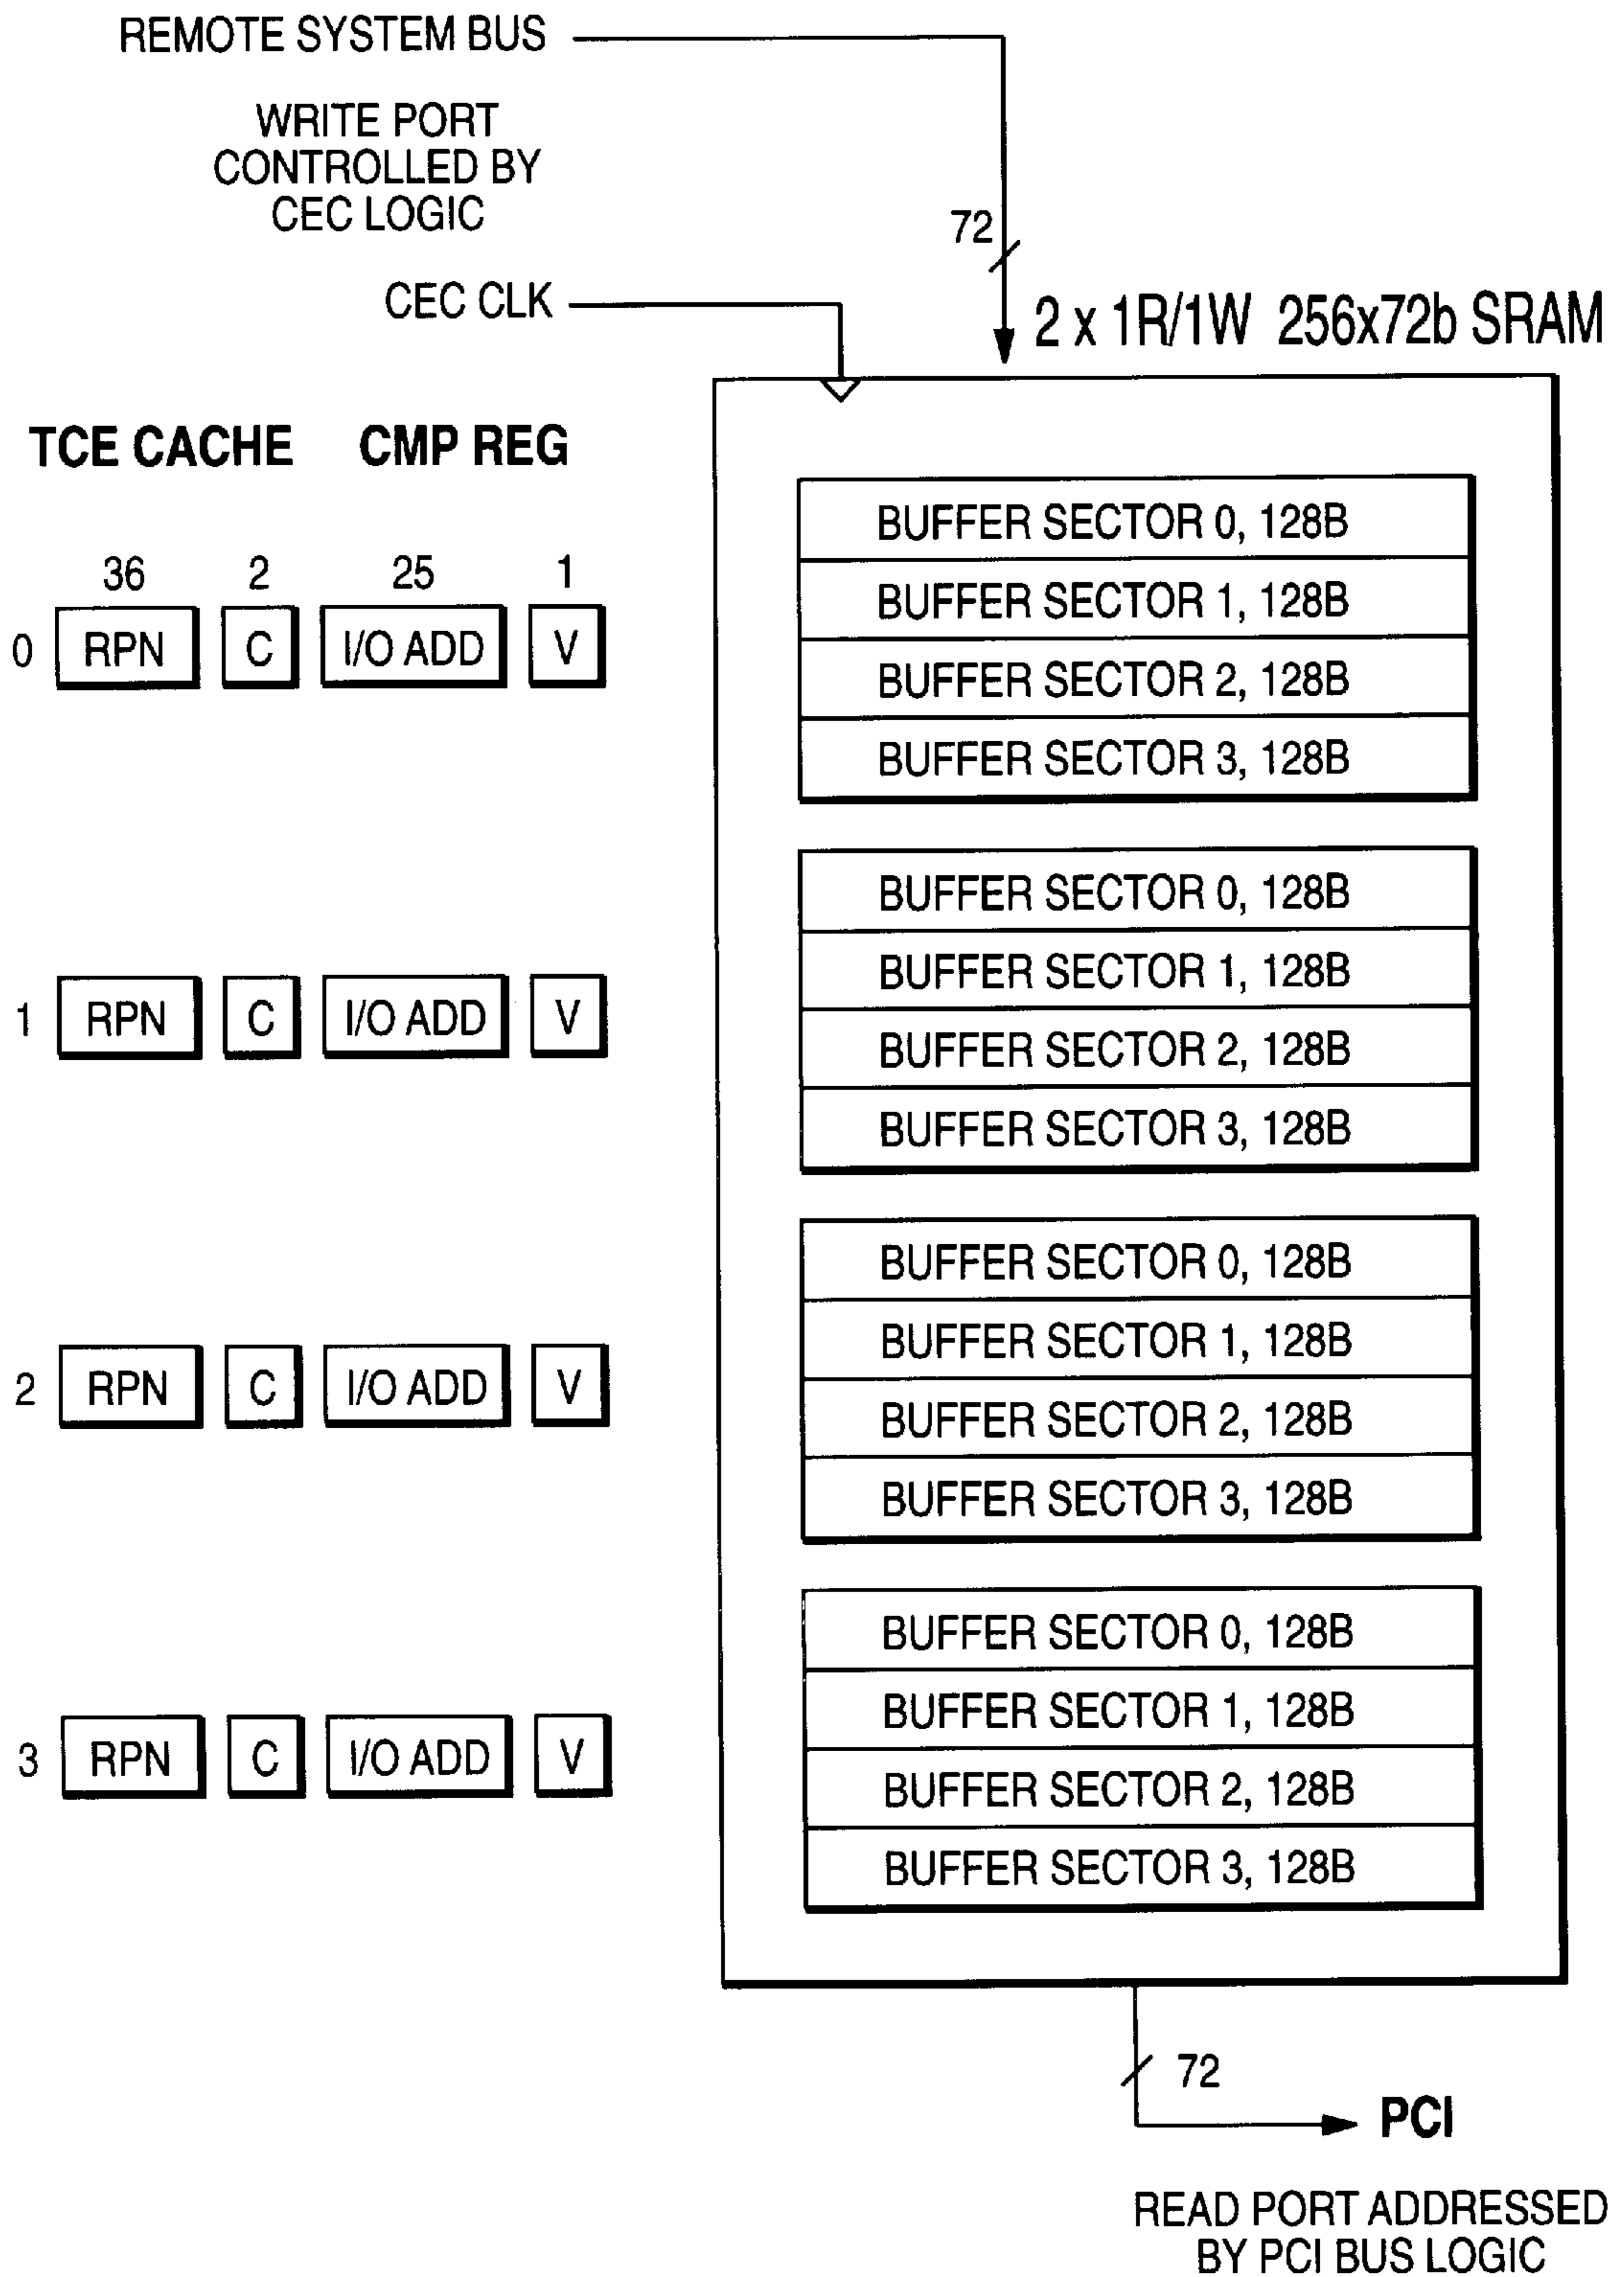 REMOTE SYSTEM BUS
WRITE PORT
CONTROLLED BY
CEC LOGIC
72
CEC CLK
2 x 1R/1W 256x72b SRAM
TCE CACHE CMP REG
36 2 25 1
0 RPN C I/O ADD V
BUFFER SECTOR 0, 128B
BUFFER SECTOR 1, 128B
BUFFER SECTOR 2, 128B
BUFFER SECTOR 3, 128B
1 RPN C I/O ADD V
BUFFER SECTOR 0, 128B
BUFFER SECTOR 1, 128B
BUFFER SECTOR 2, 128B
BUFFER SECTOR 3, 128B
2 RPN C I/O ADD V
BUFFER SECTOR 0, 128B
BUFFER SECTOR 1, 128B
BUFFER SECTOR 2, 128B
BUFFER SECTOR 3, 128B
3 RPN C I/O ADD V
BUFFER SECTOR 0, 128B
BUFFER SECTOR 1, 128B
BUFFER SECTOR 2, 128B
BUFFER SECTOR 3, 128B
72
PCI
READ PORT ADDRESSED
BY PCI BUS LOGIC